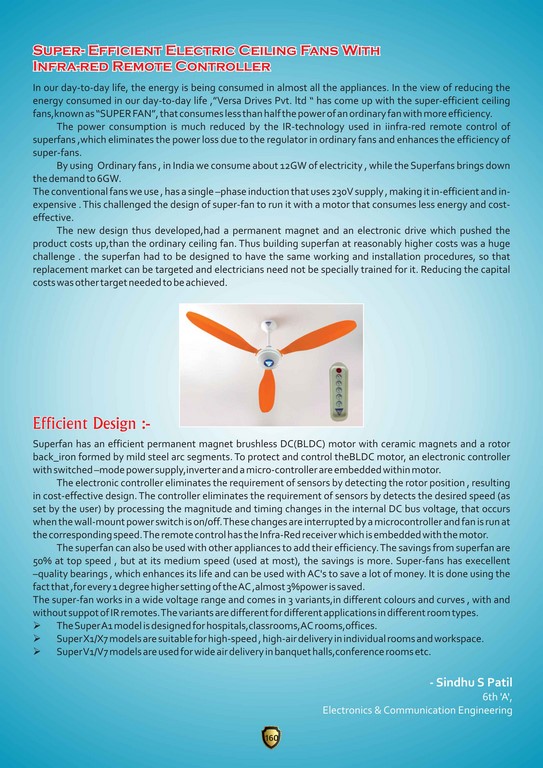 Super- Efficient Electric Ceiling Fans With
Infra-red Remote Controller
In our day-to-day life, the energy is being consumed in almost all the appliances. In the view of reducing the
energy consumed in our day-to-day life ,”Versa Drives Pvt. ltd “ has come up with the super-efficient ceiling
fans,known as “SUPER FAN”, that consumes less than half the power of an ordinary fan with more efficiency.
The power consumption is much reduced by the IR-technology used in iinfra-red remote control of
superfans ,which eliminates the power loss due to the regulator in ordinary fans and enhances the efficiency of
super-fans.
By using Ordinary fans , in India we consume about 12GW of electricity , while the Superfans brings down
the demand to 6GW.
The conventional fans we use , has a single –phase induction that uses 230V supply , making it in-efficient and in-
expensive . This challenged the design of super-fan to run it with a motor that consumes less energy and cost-
effective.
The new design thus developed,had a permanent magnet and an electronic drive which pushed the
product costs up,than the ordinary ceiling fan. Thus building superfan at reasonably higher costs was a huge
challenge . the superfan had to be designed to have the same working and installation procedures, so that
replacement market can be targeted and electricians need not be specially trained for it. Reducing the capital
costs was other target needed to be achieved.
Efficient Design :-
Superfan has an efficient permanent magnet brushless DC(BLDC) motor with ceramic magnets and a rotor
back_iron formed by mild steel arc segments. To protect and control theBLDC motor, an electronic controller
with switched –mode power supply,inverter and a micro-controller are embedded within motor.
The electronic controller eliminates the requirement of sensors by detecting the rotor position , resulting
in cost-effective design. The controller eliminates the requirement of sensors by detects the desired speed (as
set by the user) by processing the magnitude and timing changes in the internal DC bus voltage, that occurs
when the wall-mount power switch is on/off. These changes are interrupted by a microcontroller and fan is run at
the corresponding speed. The remote control has the Infra-Red receiver which is embedded with the motor.
The superfan can also be used with other appliances to add their efficiency. The savings from superfan are
50% at top speed , but at its medium speed (used at most), the savings is more. Super-fans has execellent
–quality bearings , which enhances its life and can be used with AC's to save a lot of money. It is done using the
fact that ,for every 1 degree higher setting of the AC , almost 3% power is saved.
The super-fan works in a wide voltage range and comes in 3 variants,in different colours and curves , with and
without suppot of IR remotes. The variants are different for different applications in different room types.
➢ The Super A1 model is designed for hospitals,classrooms,AC rooms,offices.
➢ Super X1/X7 models are suitable for high-speed , high-air delivery in individual rooms and workspace.
➢ Super V1/V7 models are used for wide air delivery in banquet halls,conference rooms etc.
- Sindhu S Patil
6th 'A',
Electronics & Communication Engineering
160